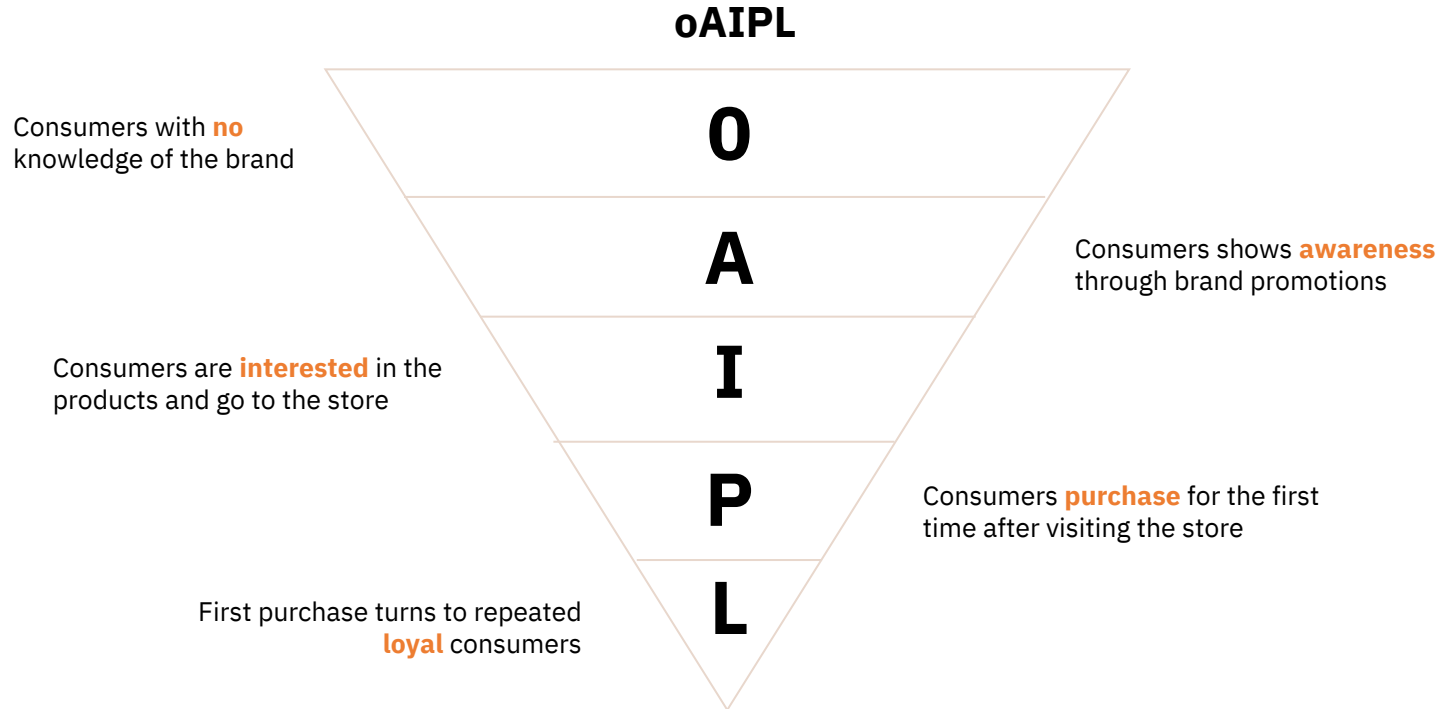 oAIPL
O
Consumers with no
knowledge of the brand
A
Consumers shows awareness
through brand promotions
I
Consumers are interested in the
products and go to the store
P
Consumers purchase for the first
time after visiting the store
L
First purchase turns to repeated
loyal consumers